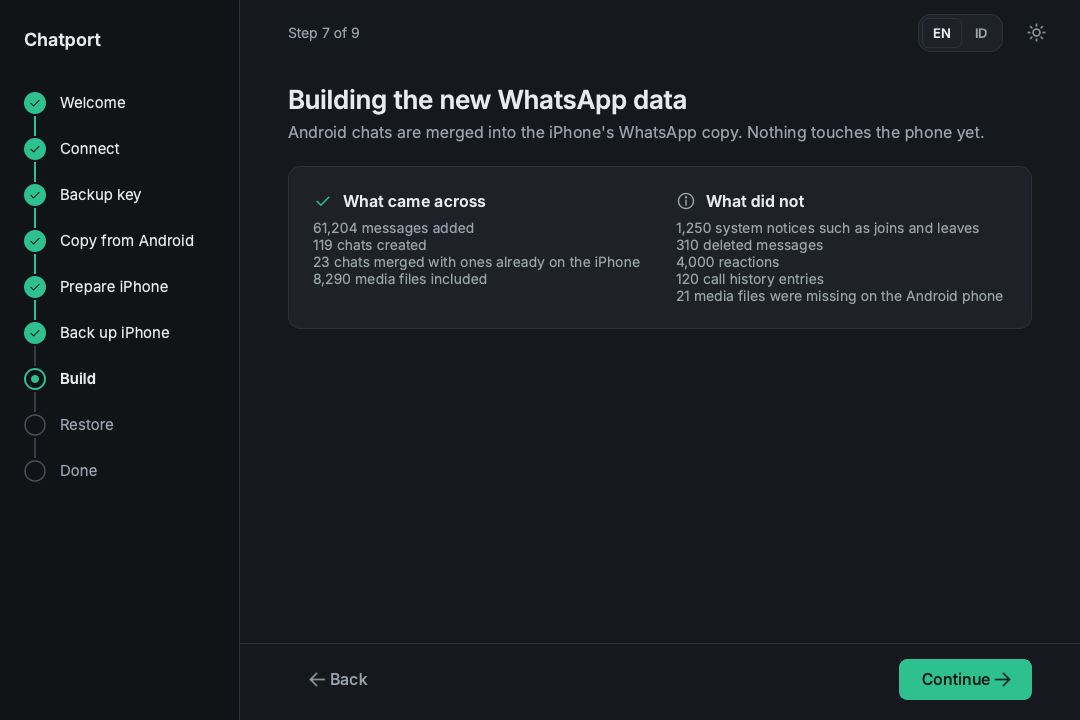 Chatport
Welcome
Connect
Backup key
Copy from Android
Prepare iPhone
Back up iPhone
Build
Restore
Done
Step 7 of 9
EN ID
Building the new WhatsApp data
Android chats are merged into the iPhone's WhatsApp copy. Nothing touches the phone yet.
What came across
61,204 messages added
119 chats created
23 chats merged with ones already on the iPhone
8,290 media files included
What did not
1,250 system notices such as joins and leaves
310 deleted messages
4,000 reactions
120 call history entries
21 media files were missing on the Android phone
Back
Continue